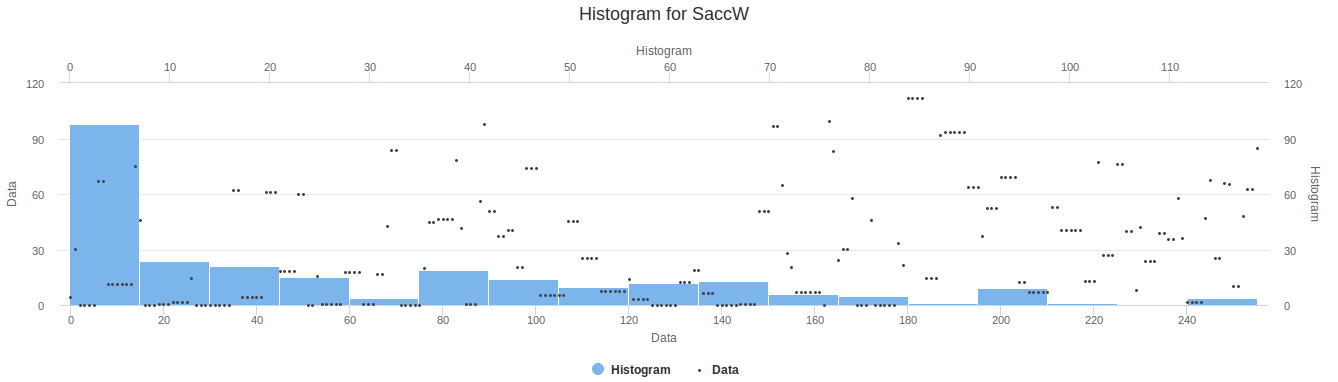 Histogram for SaccW
Histogram
0 10 20 30 40 50 60 70 80 90 100 110
120 120
90 90
60 60
30 30
0 0
Data
Histogram
0 20 40 60 80 100 120 140 160 180 200 220 240
Data
Histogram Data